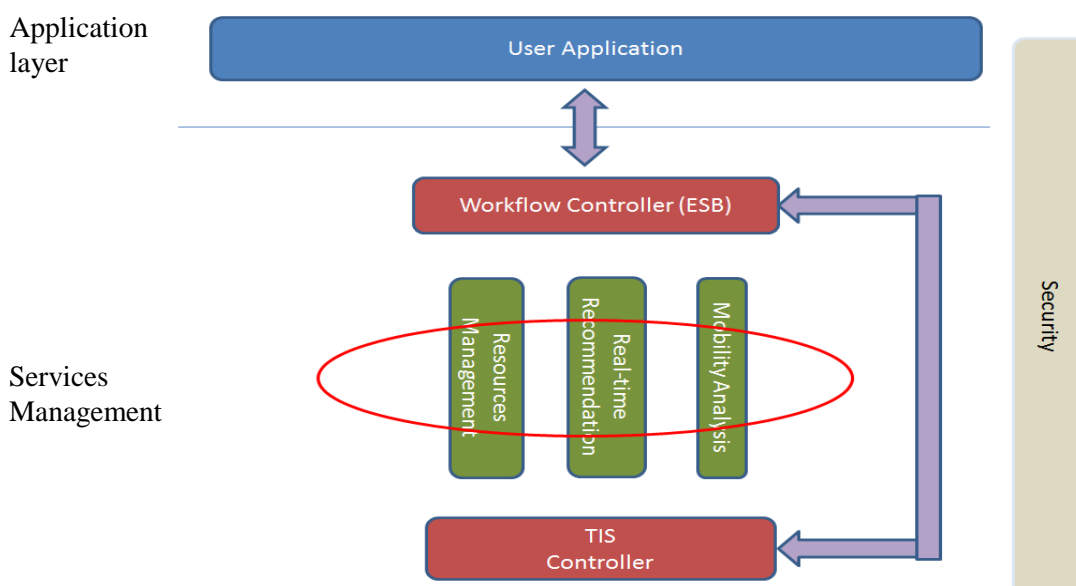 Application
layer
User Application
Workflow Controller (ESB)
Resources
Management
Real-time
Recommendation
Mobility Analysis
Security
Services
Management
TIS
Controller